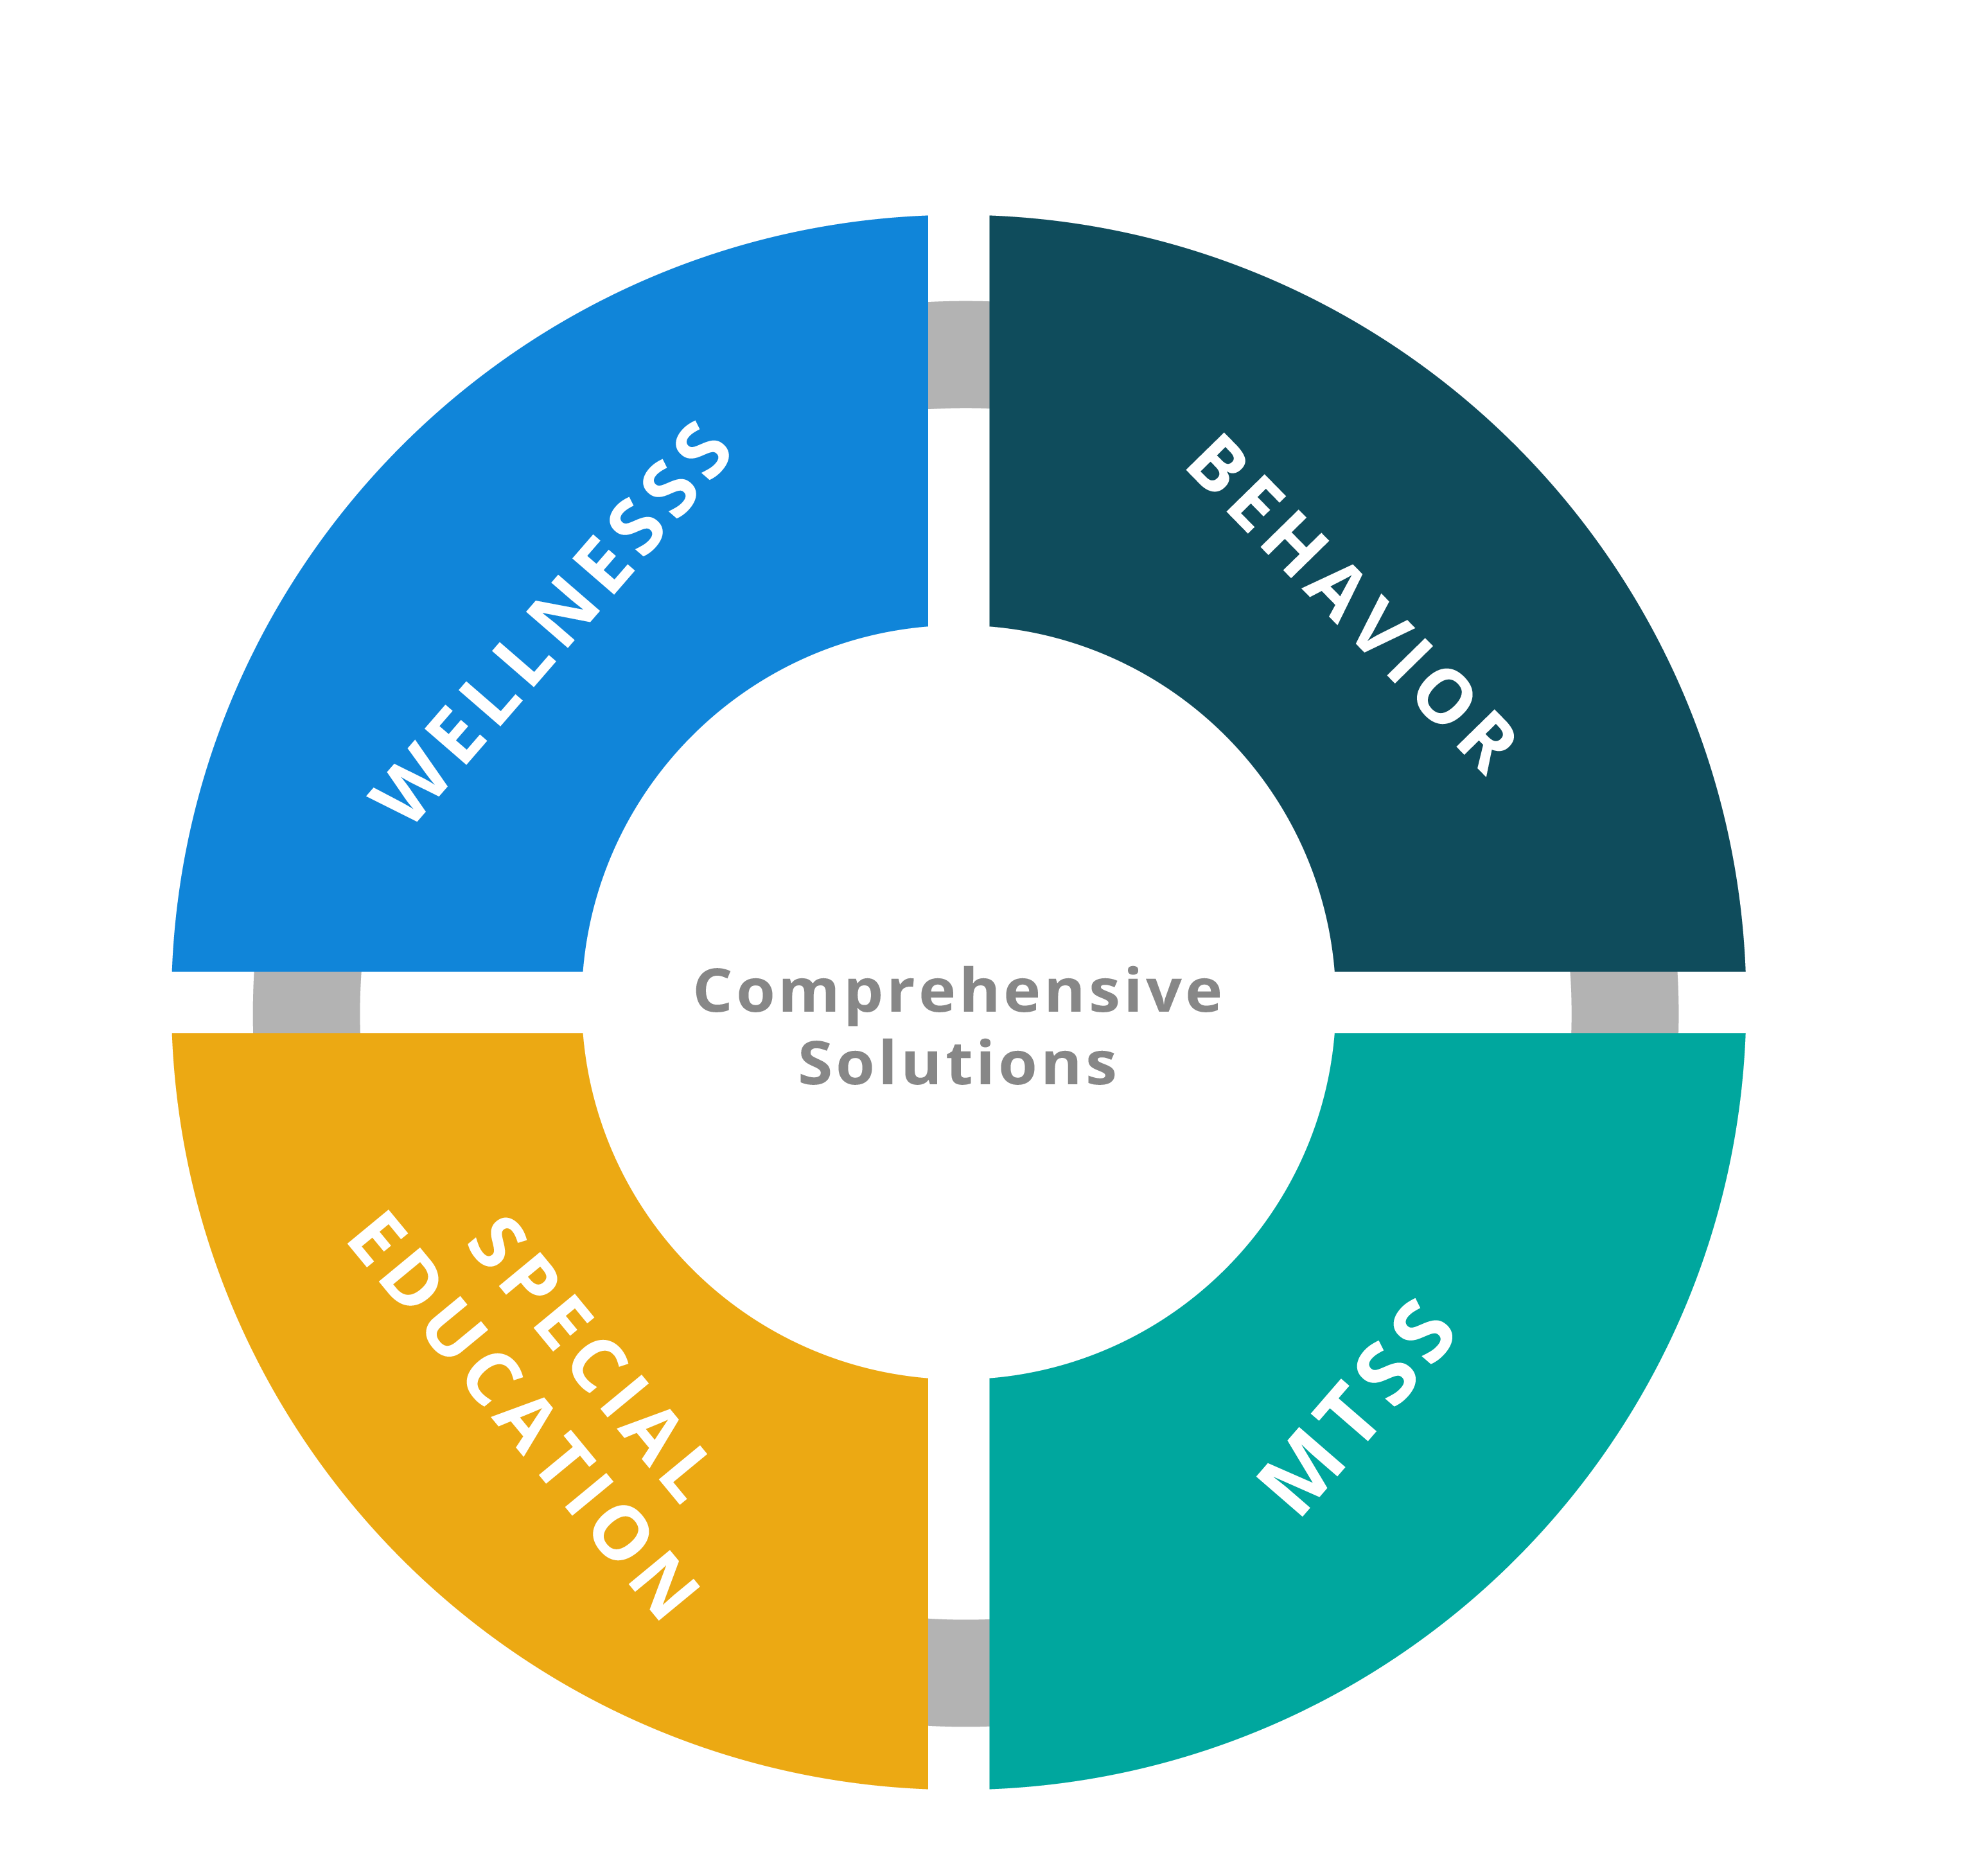 WELLNESSS
BEHAVIOR
Comprehensive
Solutions
SPECIAL
EDUCATION
MTSS